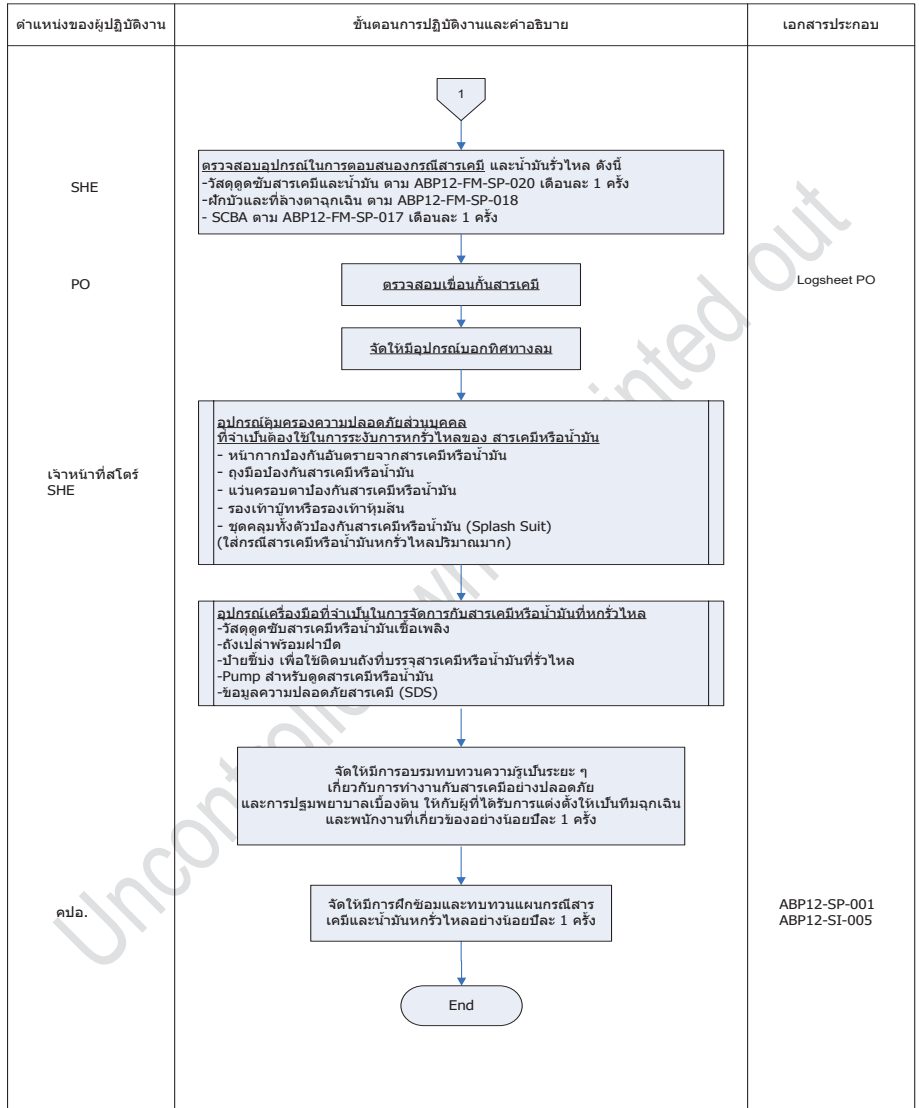 ตำแหน่งของผู้ปฏิบัติงาน
ขั้นตอนการปฏิบัติงานและคำอธิบาย
เอกสารประกอบ
1
SHE
ตรวจสอบอุปกรณ์ในการตอบสนองกรณีสารเคมี และน้ำมันรั่วไหล ดังนี้
-วัสดุดูดซับสารเคมีและน้ำมัน ตาม ABP12-FM-SP-020 เดือนละ 1 ครั้ง
-ฝักบัวและที่ล้างตาฉุกเฉิน ตาม ABP12-FM-SP-018
- SCBA ตาม ABP12-FM-SP-017 เดือนละ 1 ครั้ง
PO
ตรวจสอบเขื่อนกั้นสารเคมี
Logsheet PO
จัดให้มีอุปกรณ์บอกทิศทางลม
เจ้าหน้าที่สโตร์
SHE
อุปกรณ์คุ้มครองความปลอดภัยส่วนบุคคล
ที่จำเป็นต้องใช้ในการระงับการหกรั่วไหลของ สารเคมีหรือน้ำมัน
- หน้ากากป้องกันอันตรายจากสารเคมีหรือน้ำมัน
- ถุงมือป้องกันสารเคมีหรือน้ำมัน
- แว่นครอบตาป้องกันสารเคมีหรือน้ำมัน
- รองเท้าบู๊ทหรือรองเท้าหุ้มส้น
- ชุดคลุมทั้งตัวป้องกันสารเคมีหรือน้ำมัน (Splash Suit)
(ใส่กรณีสารเคมีหรือน้ำมันหกรั่วไหลปริมาณมาก)
อุปกรณ์เครื่องมือที่จำเป็นในการจัดการกับสารเคมีหรือน้ำมันที่หกรั่วไหล
-วัสดุดูดซับสารเคมีหรือน้ำมันเชื้อเพลิง
-ถังเปล่าพร้อมฝาปิด
-ป้ายชี้บ่ง เพื่อใช้ติดบนถังที่บรรจุสารเคมีหรือน้ำมันที่รั่วไหล
-Pump สำหรับดูดสารเคมีหรือน้ำมัน
-ข้อมูลความปลอดภัยสารเคมี (SDS)
จัดให้มีการอบรมทบทวนความรู้เป็นระยะ ๆ
เกี่ยวกับการทำงานกับสารเคมีอย่างปลอดภัย
และการปฐมพยาบาลเบื้องต้น ให้กับผู้ที่ได้รับการแต่งตั้งให้เป็นทีมฉุกเฉิน
และพนักงานที่เกี่ยวข้องอย่างน้อยปีละ 1 ครั้ง
คปอ.
จัดให้มีการฝึกซ้อมและทบทวนแผนกรณีสาร
เคมีและน้ำมันหกรั่วไหลอย่างน้อยปีละ 1 ครั้ง
ABP12-SP-001
ABP12-SI-005
End